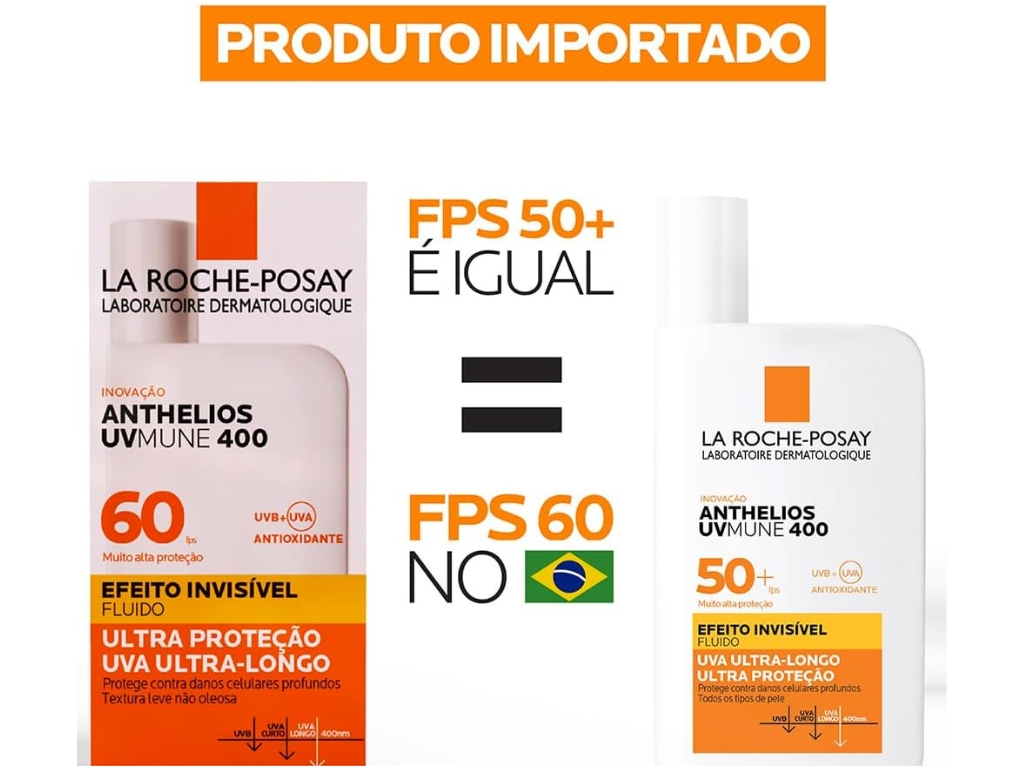 PRODUTO IMPORTADO
LA ROCHE-POSAY
LABORATOIRE DERMATOLOGIQUE
INOVAÇÃO
ANTHELIOS
UVMUNE 400
60 fps
Muito alta proteção
UVB+UVA
ANTIOXIDANTE
EFEITO INVISÍVEL
FLUIDO
ULTRA PROTEÇÃO
UVA ULTRA-LONGO
Protege contra danos celulares profundos
Textura leve não oleosa
UVB UVA CURTO UVA LONGO 400nm
FPS 50+
É IGUAL
=
FPS 60
NO
LA ROCHE-POSAY
LABORATOIRE DERMATOLOGIQUE
INOVAÇÃO
ANTHELIOS
UVMUNE 400
50+ fps
Muito alta proteção
UVB + UVA
ANTIOXIDANTE
EFEITO INVISÍVEL
FLUIDO
UVA ULTRA-LONGO
ULTRA PROTEÇÃO
Protege contra danos celulares profundos
Todos os tipos de pele
UVB UVA CURTO UVA LONGO 400nm